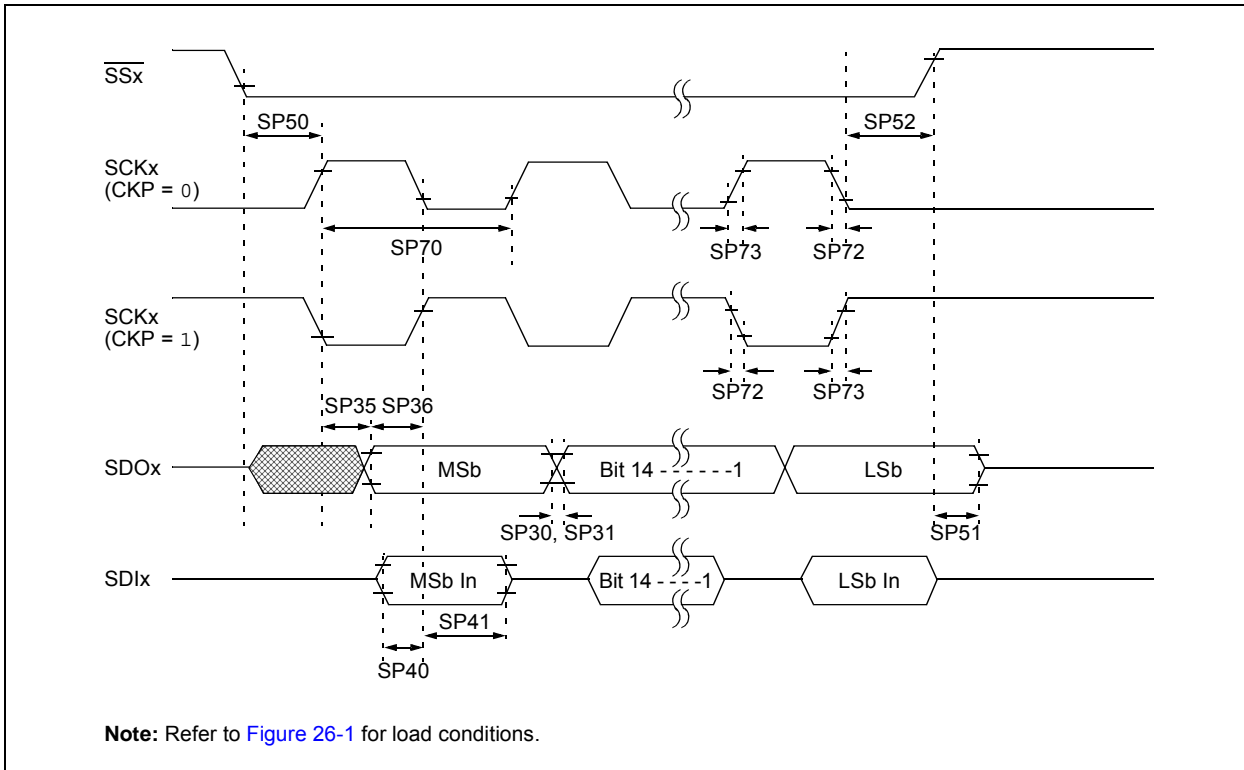 SSx
SP50
SP52
SCKx
(CKP = 0)
SP70
SP73
SP72
SCKx
(CKP = 1)
SP72
SP73
SP35 SP36
SDOx
MSb
Bit 14 - - - - - -1
LSb
SP30, SP31
SP51
SDIx
MSb In
Bit 14 - - - - -1
LSb In
SP41
SP40
Note: Refer to Figure 26-1 for load conditions.